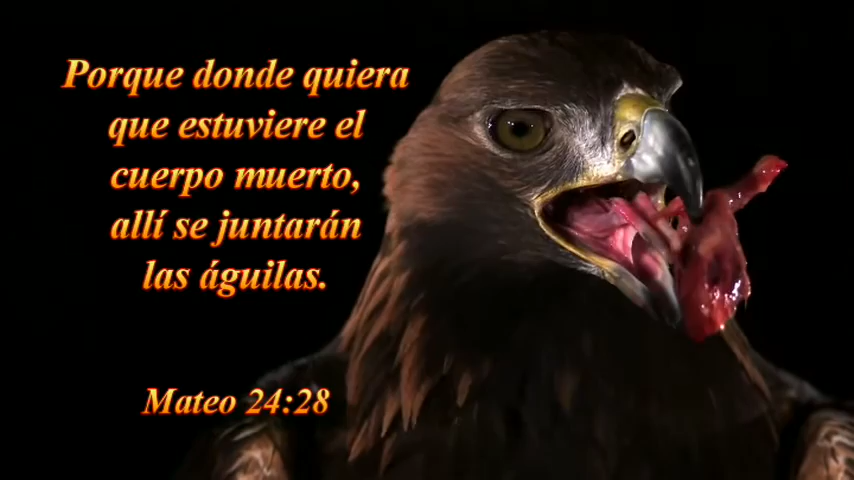 Porque donde quiera
que estuviere el
cuerpo muerto,
allí se juntarán
las águilas.
Mateo 24:28